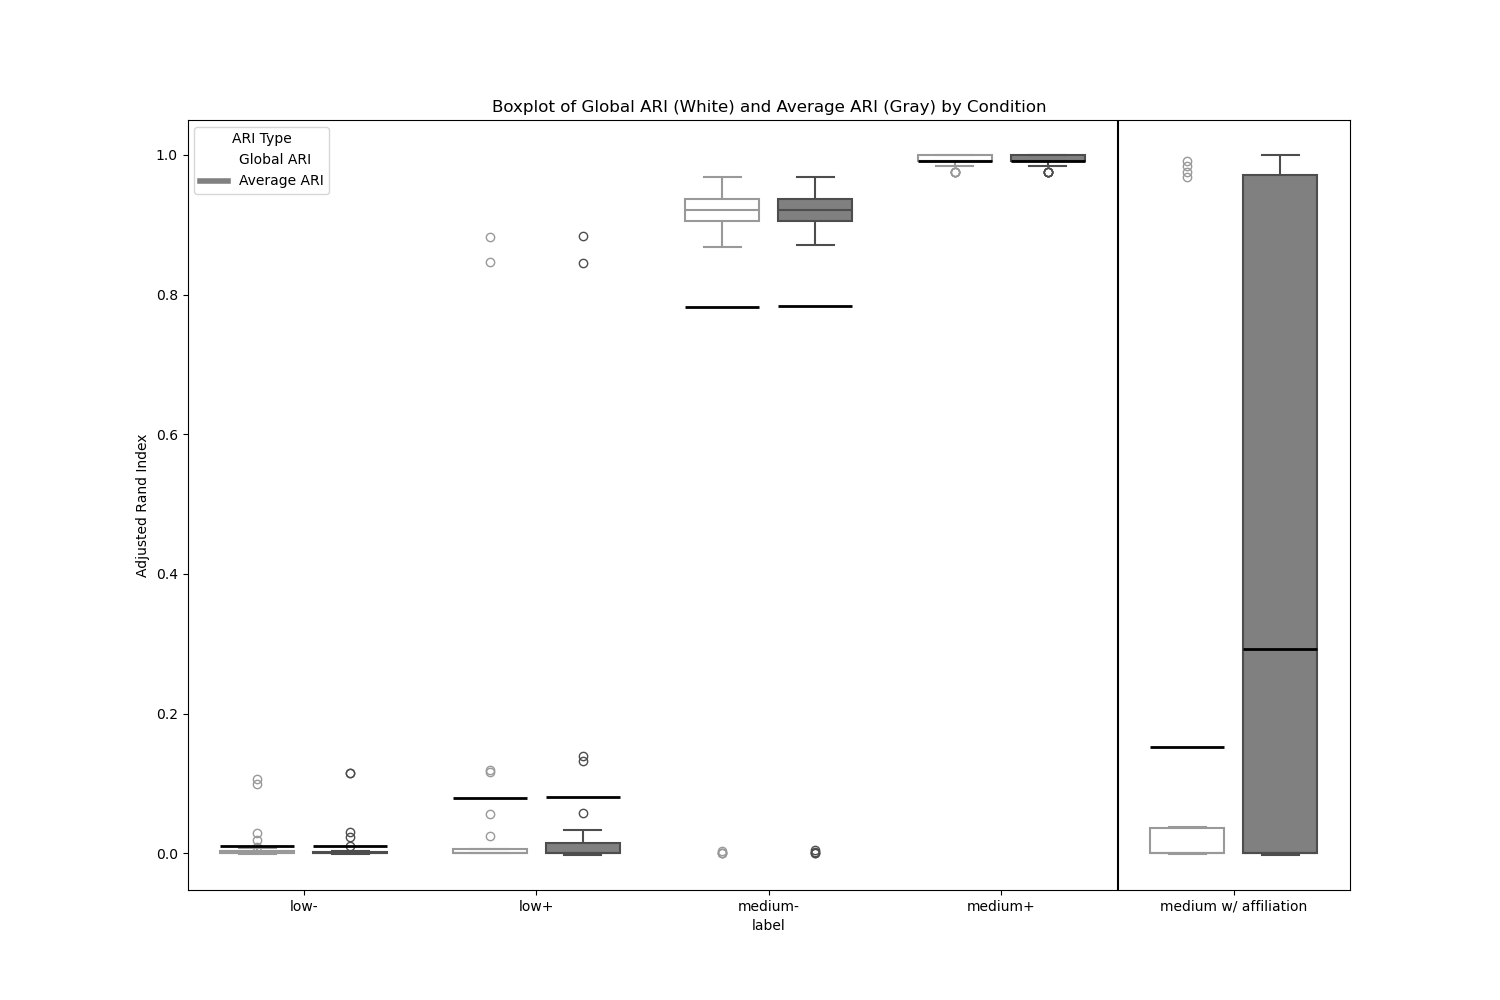 Boxplot of Global ARI (White) and Average ARI (Gray) by Condition
ARI Type
Global ARI
Average ARI
1.0
0.8
0.6
0.4
0.2
0.0
Adjusted Rand Index
low-
low+
medium-
medium+
medium w/ affiliation
label